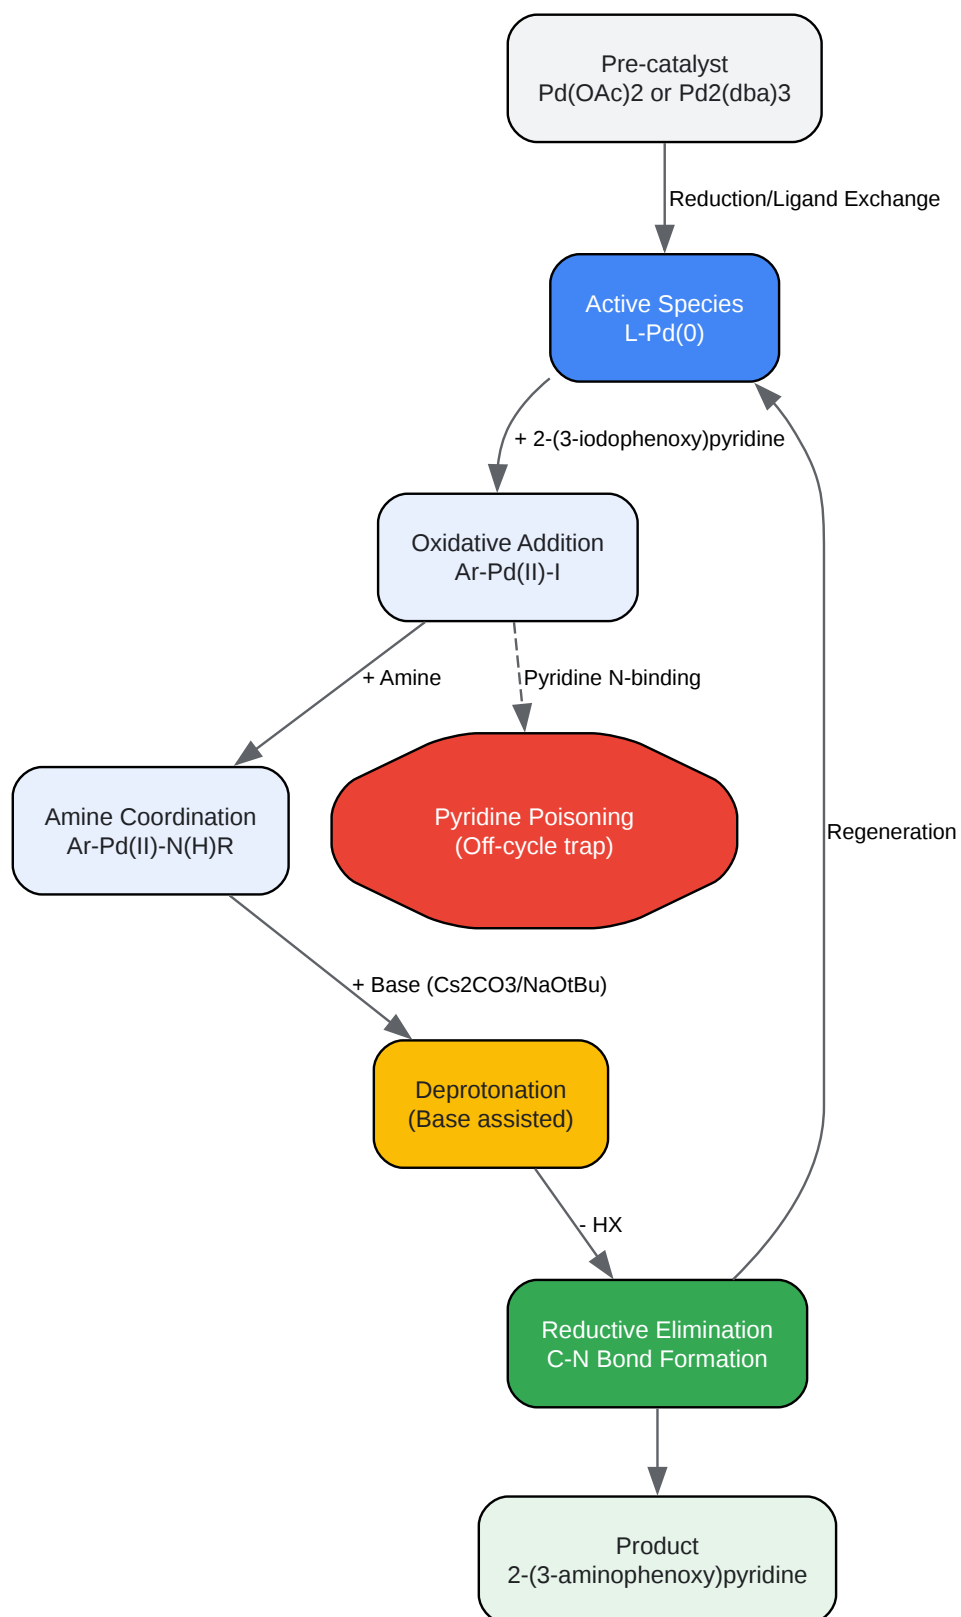 Pre-catalyst
Pd(OAc)2 or Pd2(dba)3
Reduction/Ligand Exchange
Active Species
L-Pd(0)
+ 2-(3-iodophenoxy)pyridine
Oxidative Addition
Ar-Pd(II)-I
+ Amine
Pyridine N-binding
Amine Coordination
Ar-Pd(II)-N(H)R
Pyridine Poisoning
(Off-cycle trap)
Regeneration
+ Base (Cs2CO3/NaOtBu)
Deprotonation
(Base assisted)
- HX
Reductive Elimination
C-N Bond Formation
Product
2-(3-aminophenoxy)pyridine